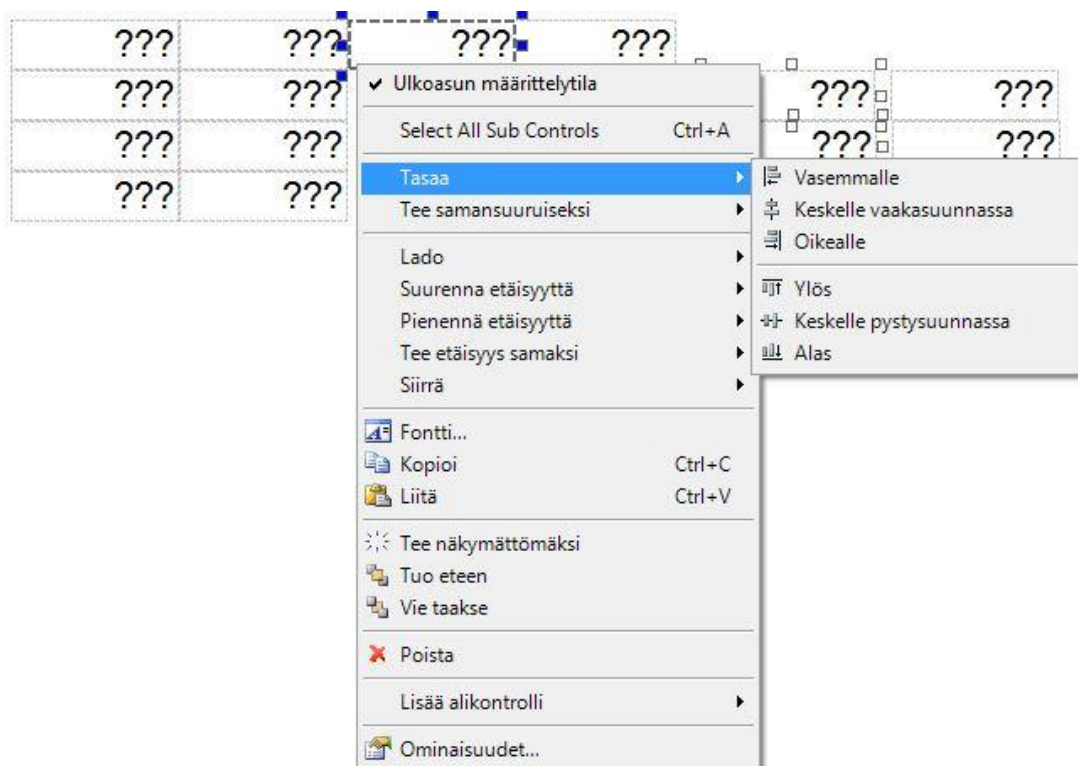 ??? ??? ??? ???
??? ??? ??? ???
??? ??? ??? ???
??? ???
✓ Ulkoasun määrittelytila
Select All Sub Controls Ctrl+A
Tasaa
Tee samansuuruiseksi
Lado
Suurenna etäisyyttä
Pienennä etäisyyttä
Tee etäisyys samaksi
Siirrä
Fontti...
Kopioi Ctrl+C
Liitä Ctrl+V
Tee näkymättömäksi
Tuo eteen
Vie taakse
Poista
Lisää alikontrolli
Ominaisuudet...
Vasemmalle
Keskelle vaakasuunnassa
Oikealle
Ylös
Keskelle pystysuunnassa
Alas